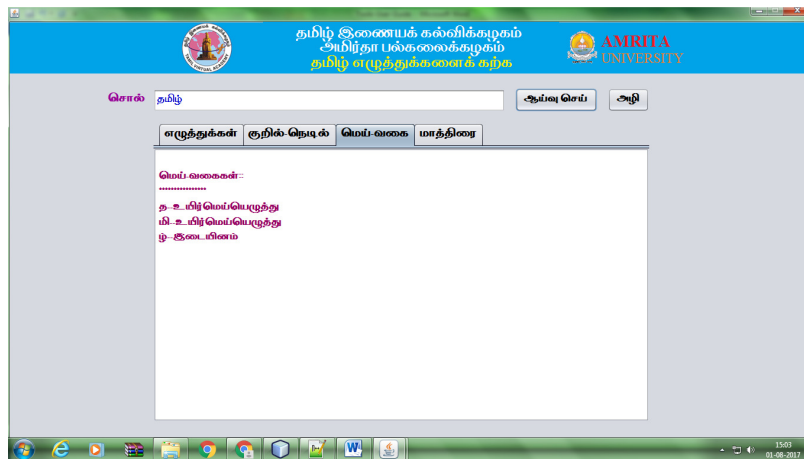 தமிழ் இணையக் கல்விக்கழகம்
அமிர்தா பல்கலைக்கழகம்
தமிழ் எழுத்துக்களைக் கற்க
AMRITA
UNIVERSITY
சொல் தமிழ் ஆய்வு செய் அழி
எழுத்துக்கள் குறில்-நெடில் மெய்-வகை மாத்திரை
மெய்-வகைகள்:-
****************
த--உயிர்மெய்யெழுத்து
மி--உயிர்மெய்யெழுத்து
ழ்--இடையினம்
15:03
01-08-2017